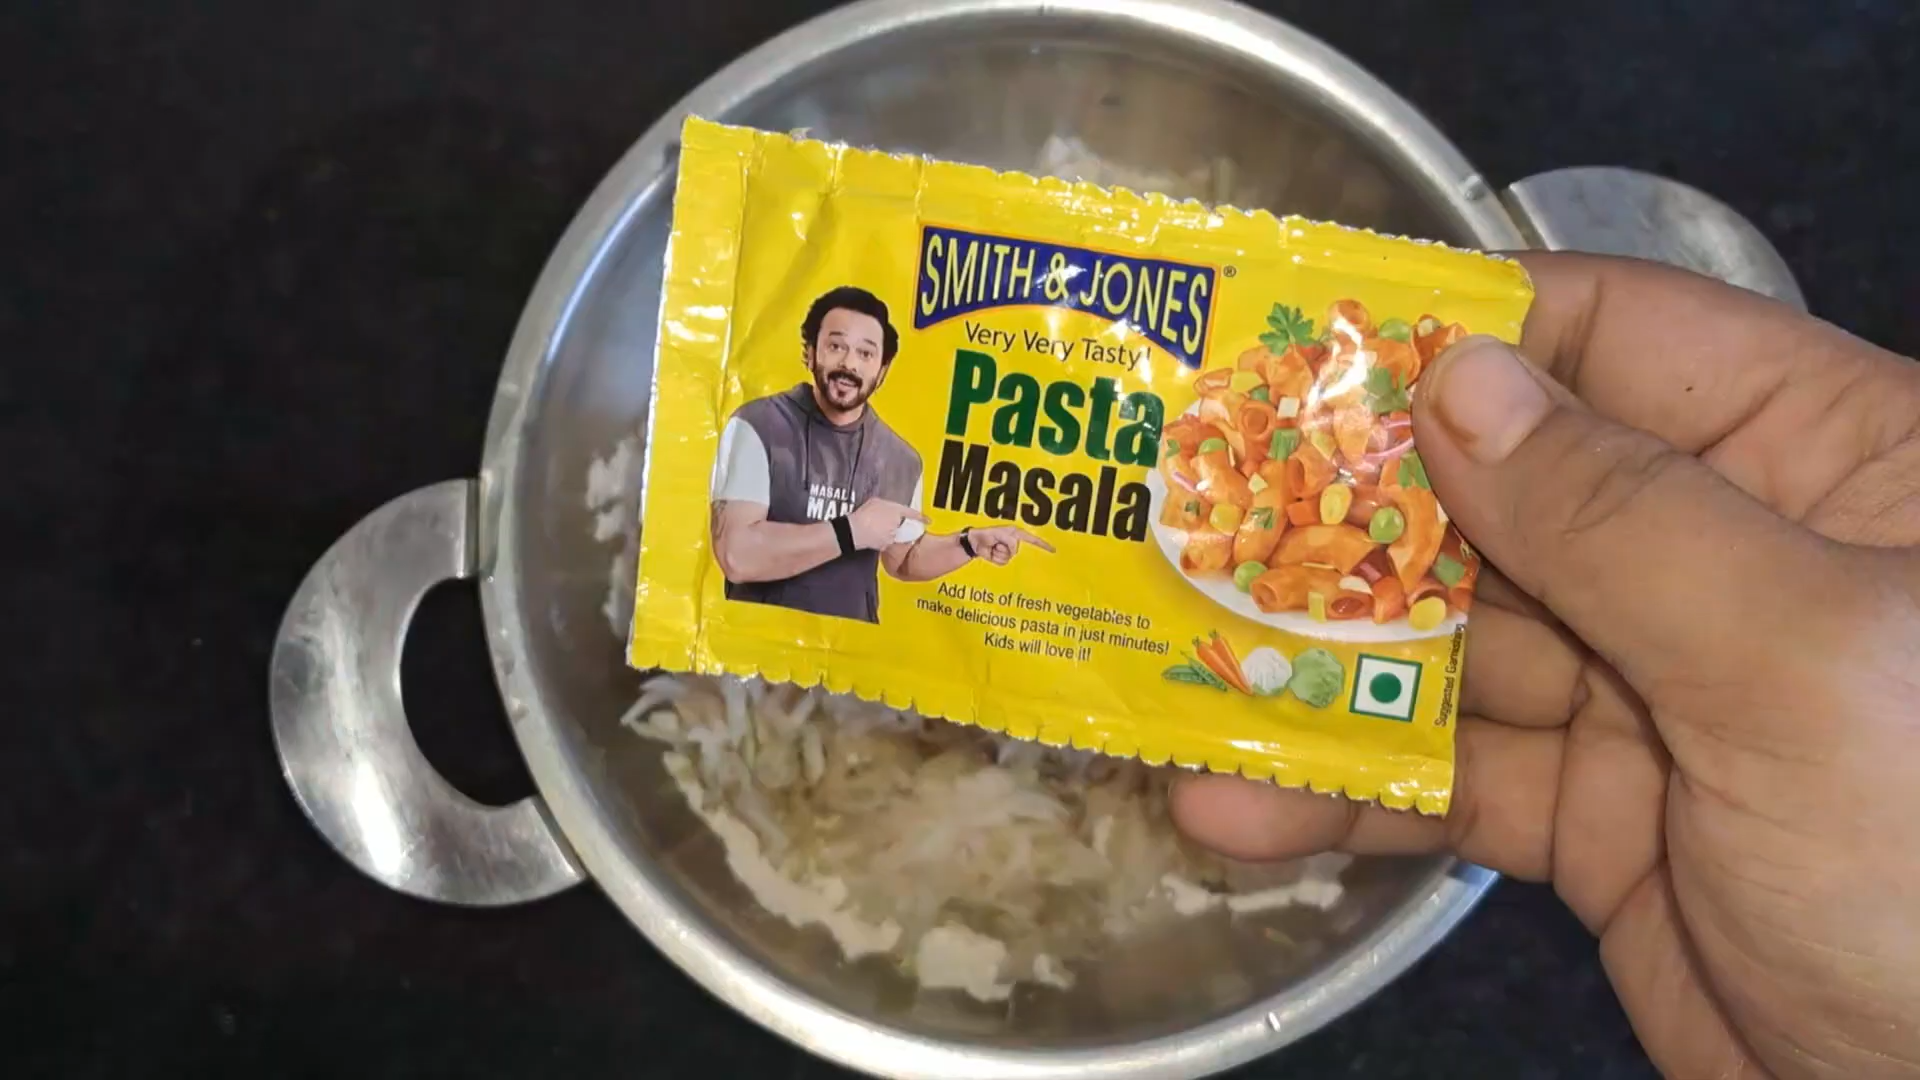 SMITH & JONES®
Very Very Tasty!
Pasta
Masala
MASALA
MAN
Add lots of fresh vegetables to
make delicious pasta in just minutes!
Kids will love it!
Suggested Garnishing